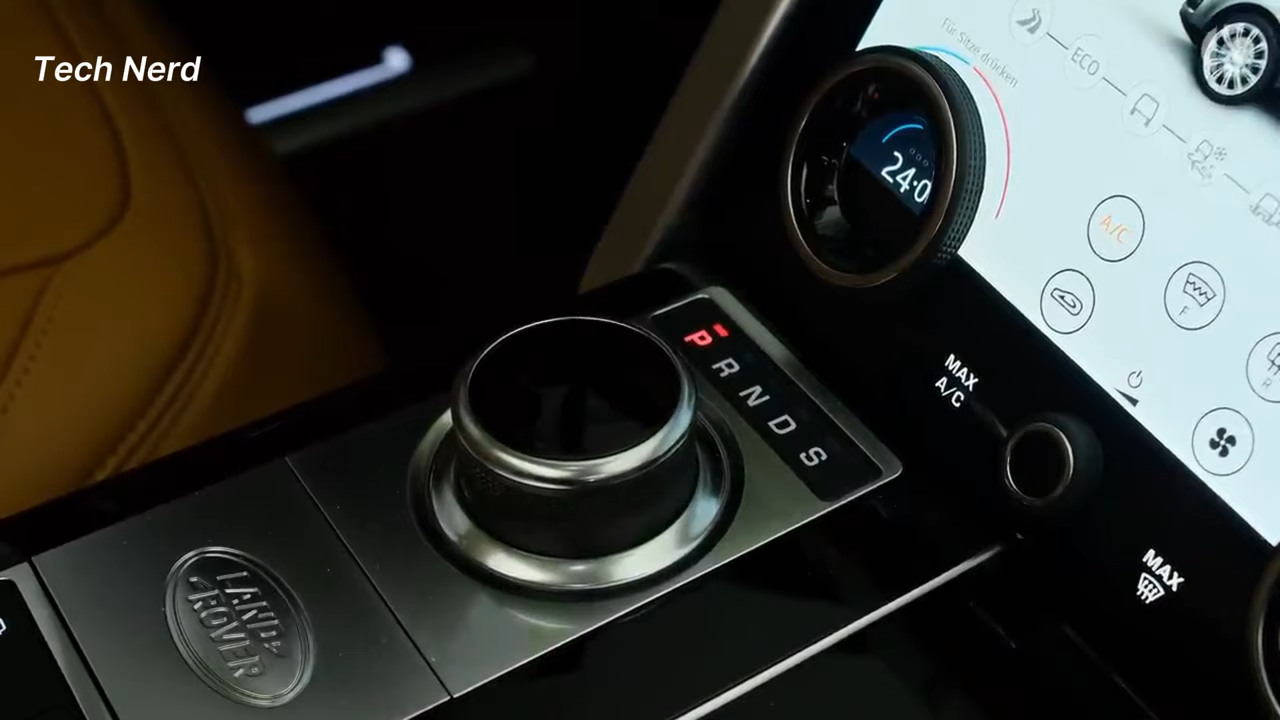 Tech Nerd
Für Sitze drücken
ECO
24.0
A/C
F
R
MAX
A/C
P
R
N
D
S
MAX
LAND
ROVER